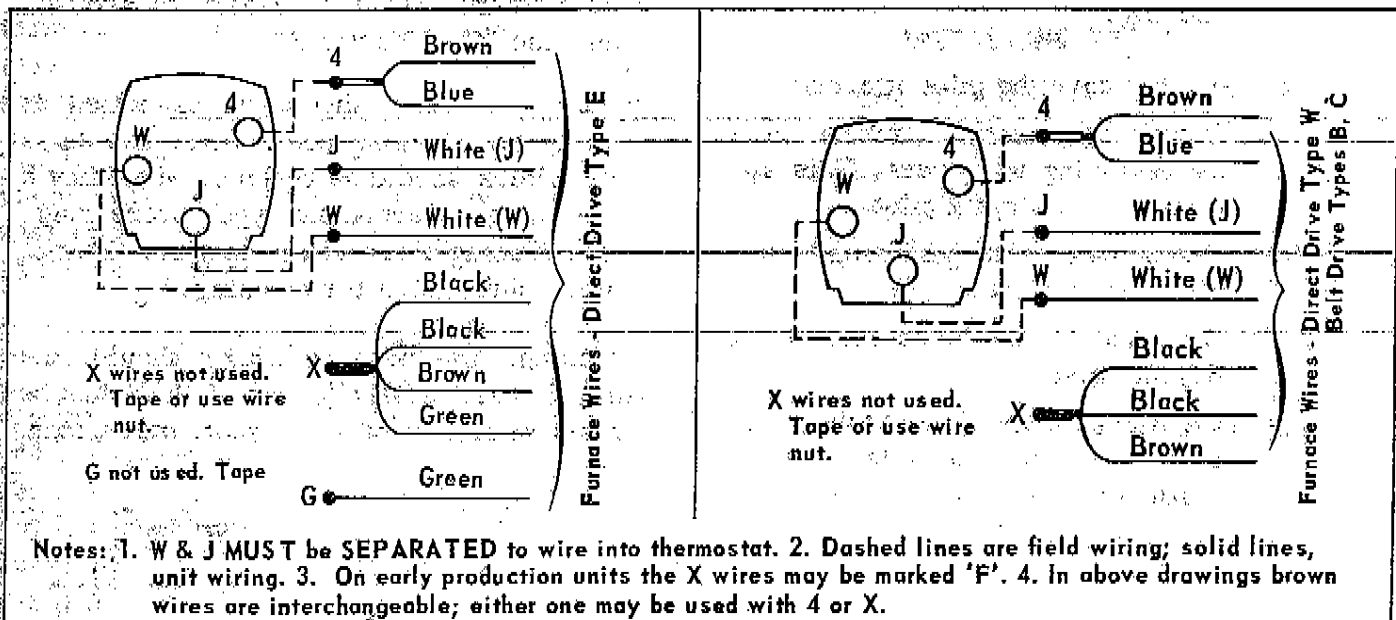 4
Brown
Blue
4
W
J
J
White (J)
W
White (W)
Black
Black
X
Brown
Green
X wires not used.
Tape or use wire
nut.
G not used. Tape
G
Green
Furnace Wires - Direct Drive Type E
4
Brown
Blue
4
W
J
J
White (J)
W
White (W)
Black
X
Black
Brown
X wires not used.
Tape or use wire
nut.
Furnace Wires - Direct Drive Type W
Belt Drive Types B, C
Notes: 1. W & J MUST be SEPARATED to wire into thermostat. 2. Dashed lines are field wiring; solid lines,
unit wiring. 3. On early production units the X wires may be marked 'F'. 4. In above drawings brown
wires are interchangeable; either one may be used with 4 or X.